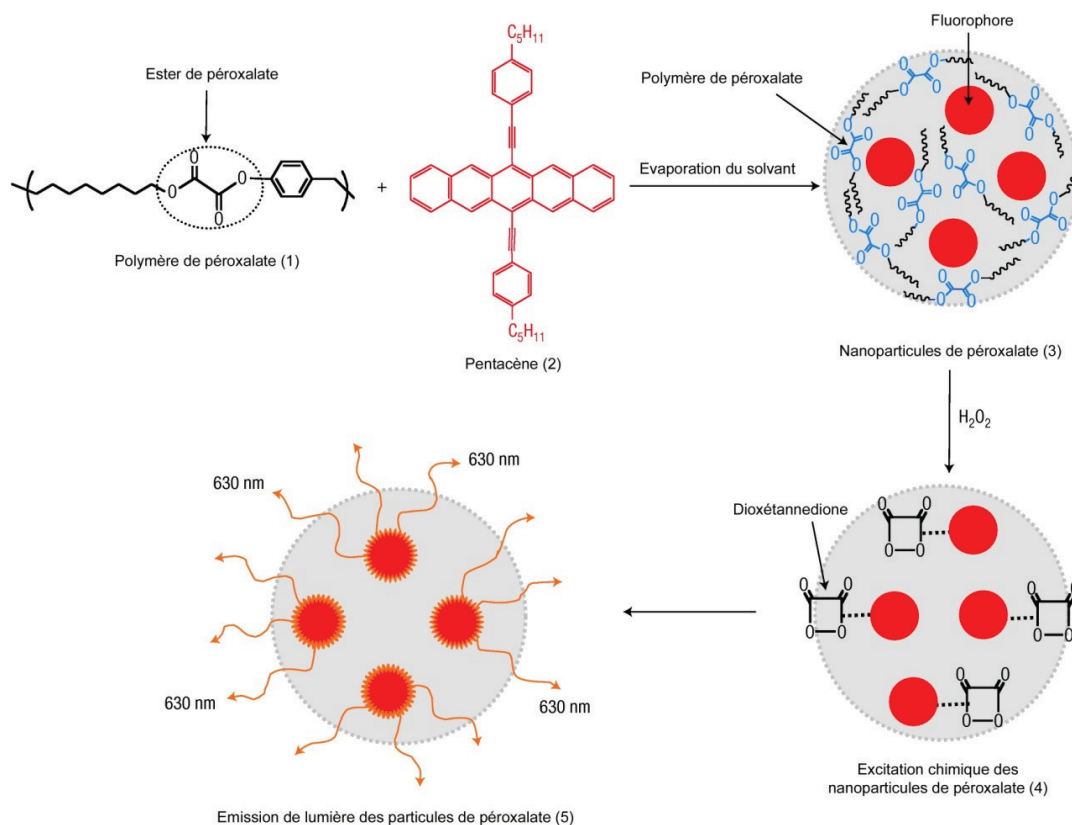 Ester de péroxalate
O
O
O
O
Polymère de péroxalate (1)
+
C5H11
C5H11
Pentacène (2)
Evaporation du solvant
Fluorophore
Polymère de péroxalate
O O O O
O O O O
O O O O
O O O O
O O O O
O O O O
O O O O
O O O O
Nanoparticules de péroxalate (3)
H2O2
Dioxétannedione
O O
O O
O O
O O
O O
O O
O O
O O
Excitation chimique des
nanoparticules de péroxalate (4)
630 nm
630 nm
630 nm
630 nm
Emission de lumière des particules de péroxalate (5)